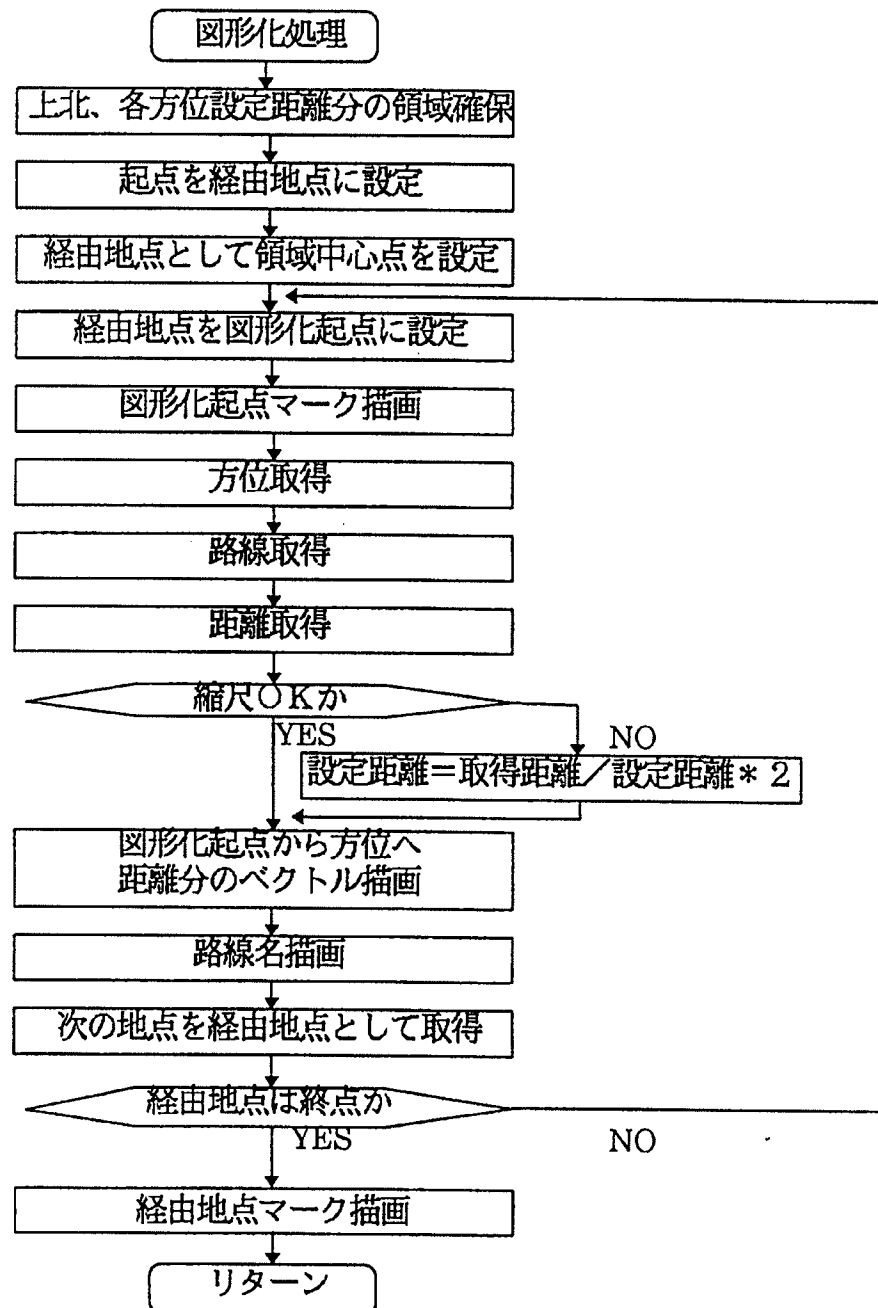 図形化処理
上北、各方位設定距離分の領域確保
起点を経由地点に設定
経由地点として領域中心点を設定
経由地点を図形化起点に設定
図形化起点マーク描画
方位取得
路線取得
距離取得
縮尺OKか
YES
NO
設定距離=取得距離/設定距離*2
図形化起点から方位へ
距離分のベクトル描画
路線名描画
次の地点を経由地点として取得
経由地点は終点か
YES
NO
経由地点マーク描画
リターン